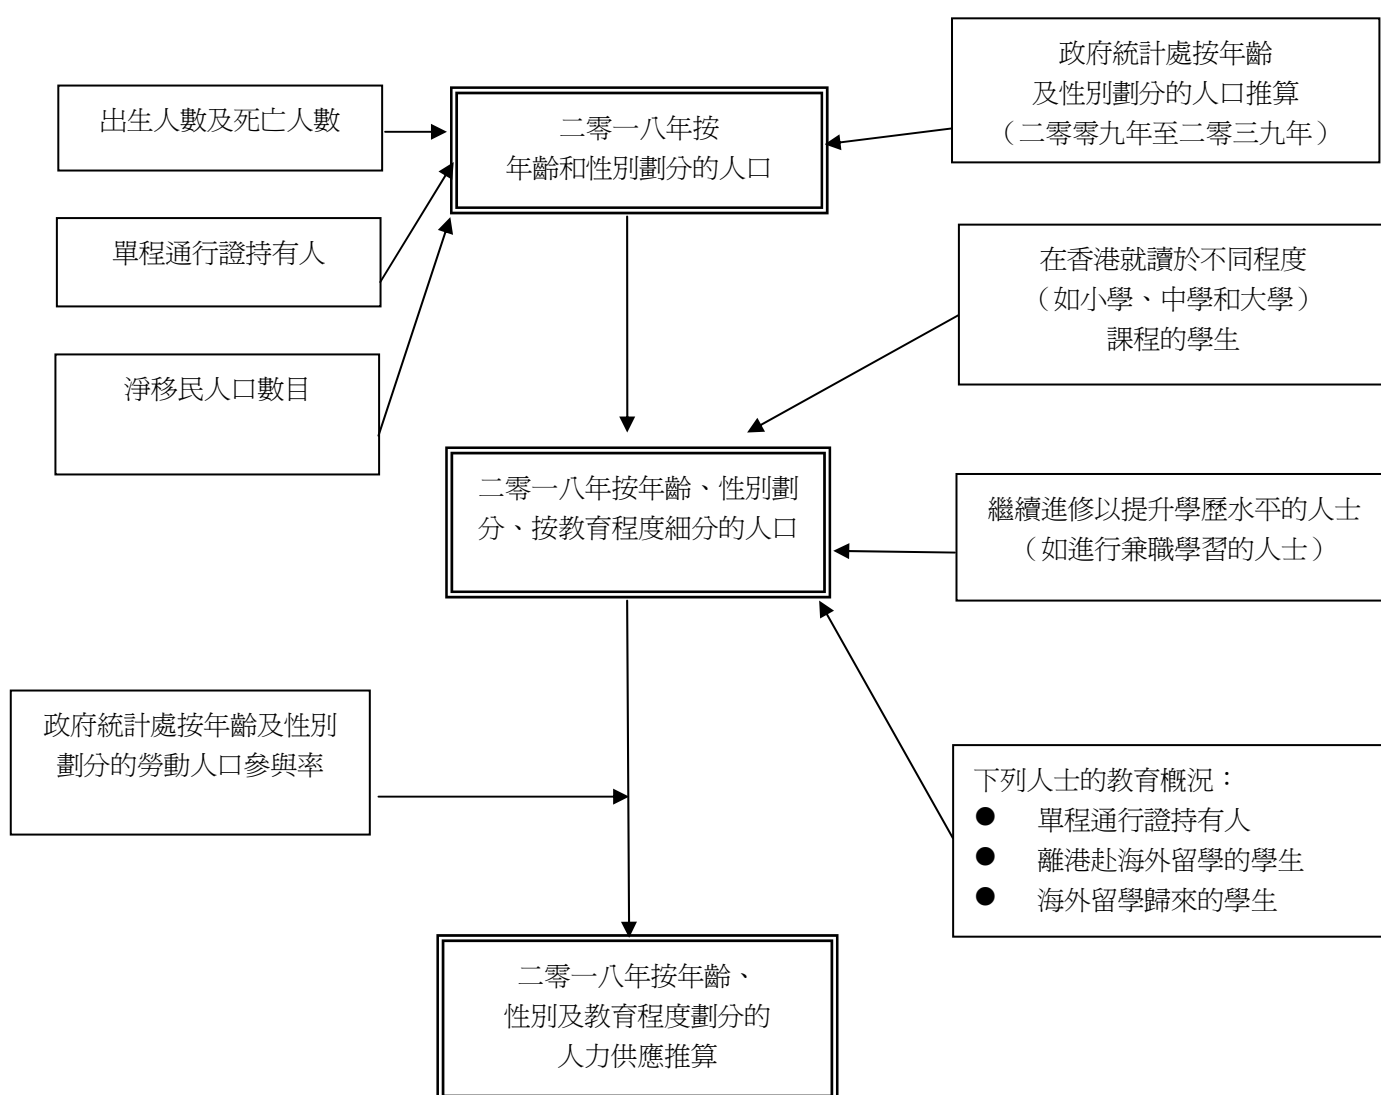 政府統計處按年齡
及性別劃分的人口推算
（二零零九年至二零三九年）
出生人數及死亡人數
二零一八年按
年齡和性別劃分的人口
單程通行證持有人
淨移民人口數目
在香港就讀於不同程度
（如小學、中學和大學）
課程的學生
二零一八年按年齡、性別劃
分、按教育程度細分的人口
繼續進修以提升學歷水平的人士
（如進行兼職學習的人士）
政府統計處按年齡及性別
劃分的勞動人口參與率
下列人士的教育概況：
● 單程通行證持有人
● 離港赴海外留學的學生
● 海外留學歸來的學生
二零一八年按年齡、
性別及教育程度劃分的
人力供應推算